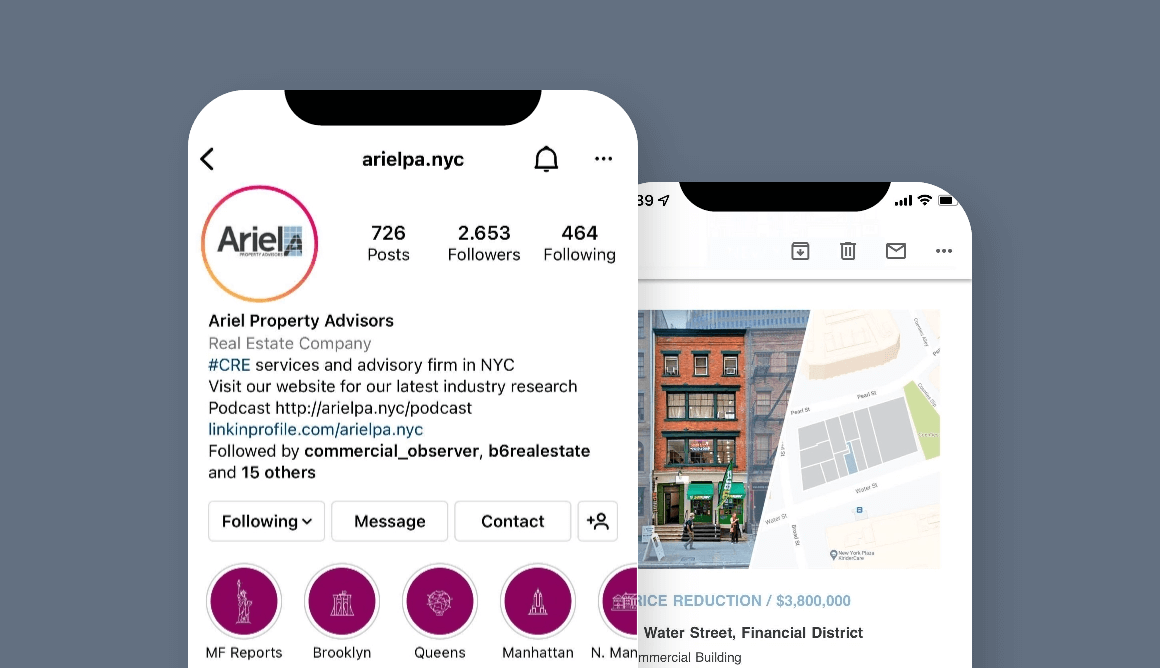 arielpa.nyc
Ariel
PROPERTY ADVISORS
726
Posts
2.653
Followers
464
Following
Ariel Property Advisors
Real Estate Company
#CRE services and advisory firm in NYC
Visit our website for our latest industry research
Podcast http://arielpa.nyc/podcast
linkinprofile.com/arielpa.nyc
Followed by commercial_observer, b6realestate
and 15 others
Following
Message
Contact
MF Reports
Brooklyn
Queens
Manhattan
N. Man
39
Pearl St
Pearl St
Water St
Water St
Broad St
B
New York Plaza
KinderCare
RICE REDUCTION / $3,800,000
Water Street, Financial District
mmercial Building